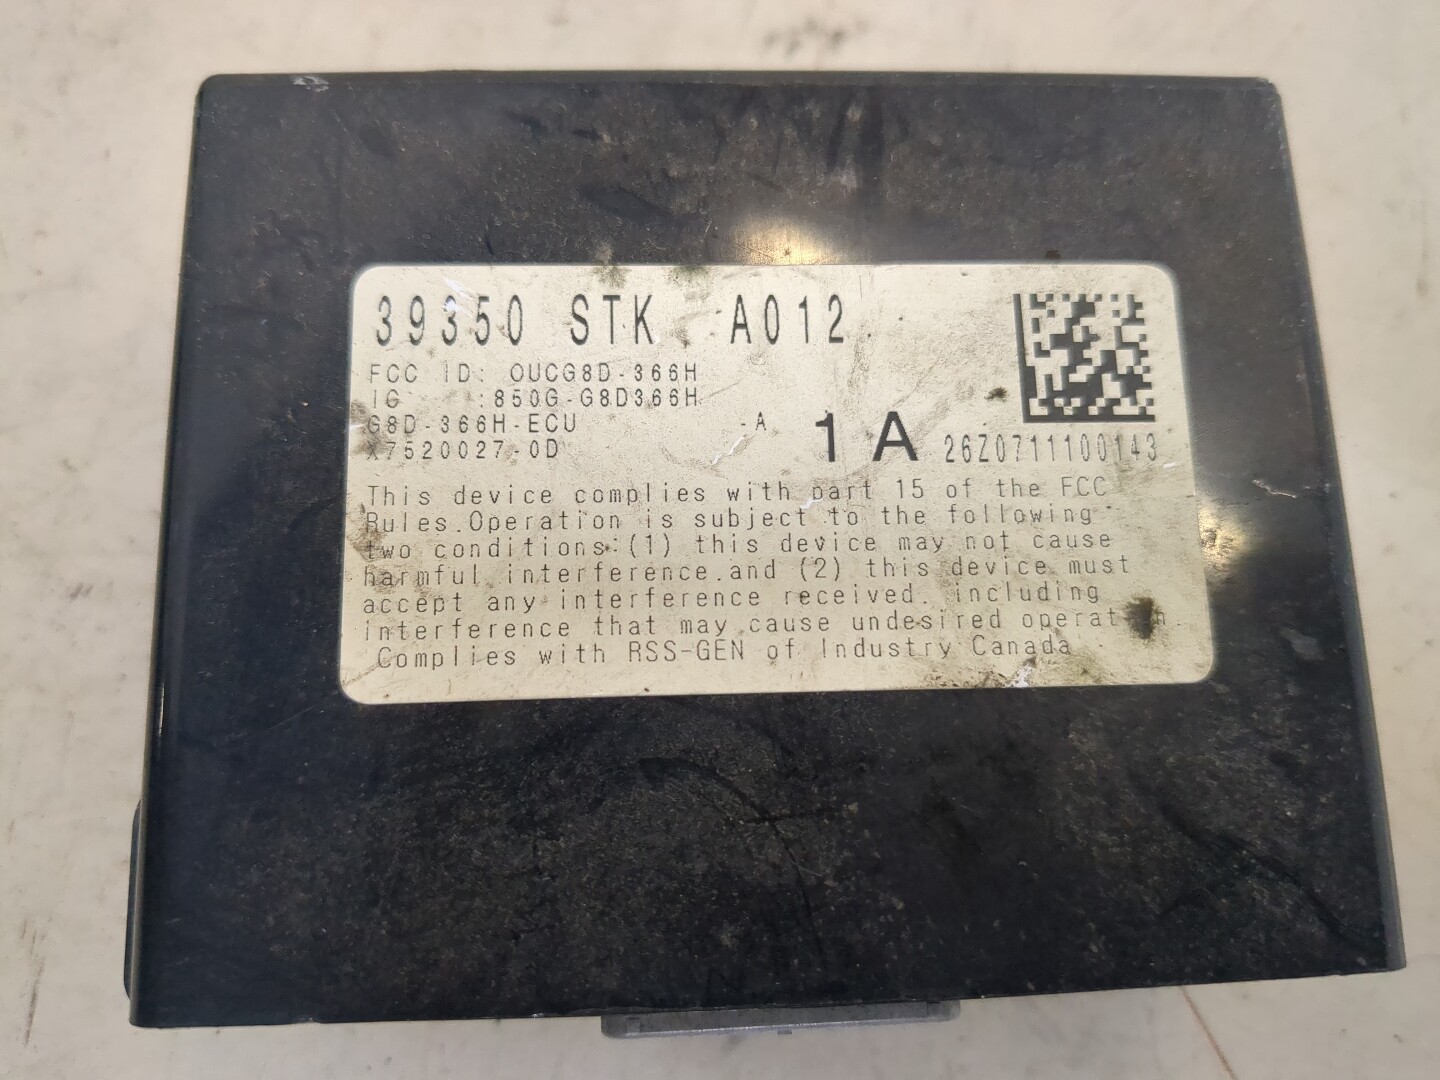 39350 STK A012
FCC ID: OUCG8D-366H
IC :850G-G8D366H
G8D-366H-ECU -A
X7520027-0D
1A 26Z0711100143
This device complies with part 15 of the FCC
Rules.Operation is subject to the following
two conditions:(1) this device may not cause
harmful interference.and (2) this device must
accept any interference received. including
interference that may cause undesired
Complies with RSS-GEN of Industry Canada